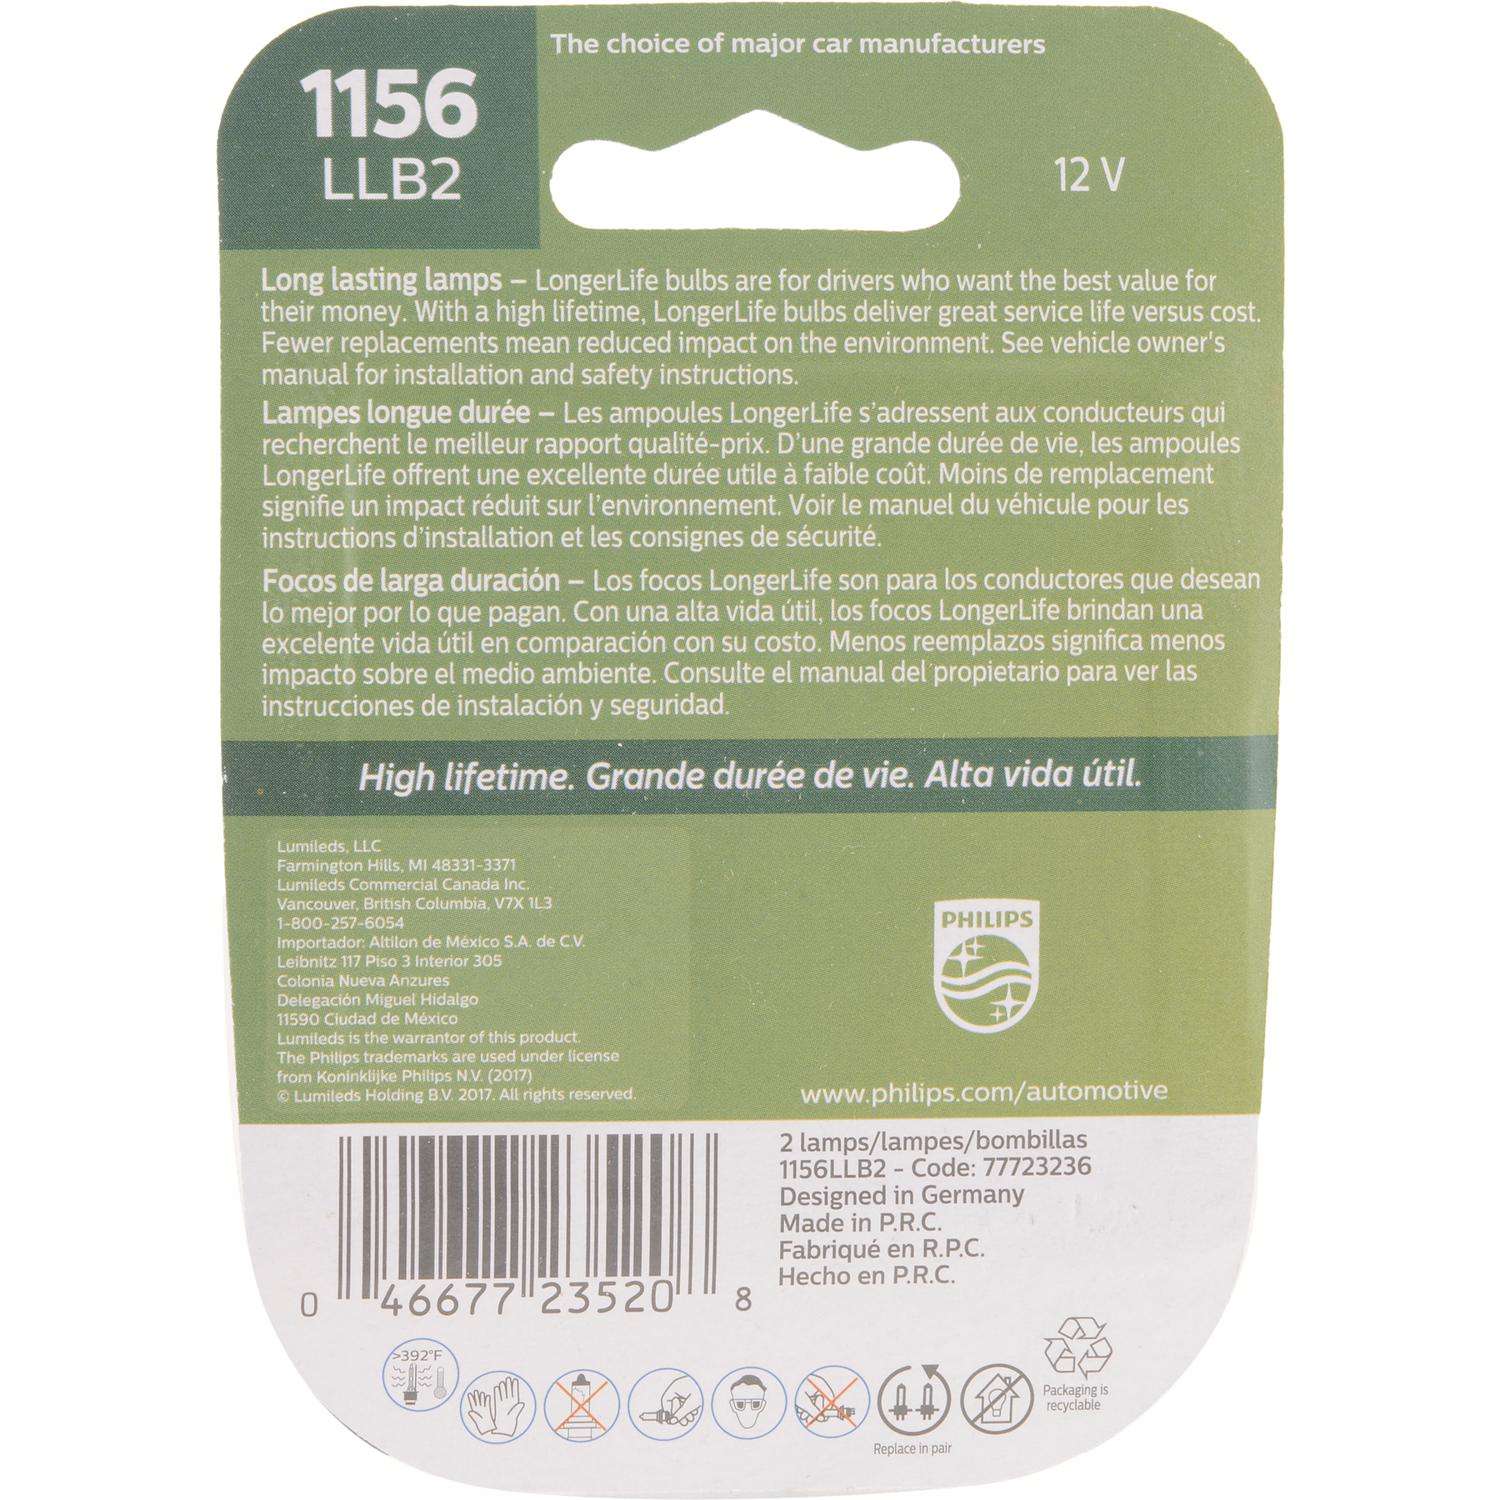 The choice of major car manufacturers
1156
LLB2
12 V
Long lasting lamps – LongerLife bulbs are for drivers who want the best value for
their money. With a high lifetime, LongerLife bulbs deliver great service life versus cost.
Fewer replacements mean reduced impact on the environment. See vehicle owner's
manual for installation and safety instructions.
Lampes longue durée – Les ampoules LongerLife s'adressent aux conducteurs qui
recherchent le meilleur rapport qualité-prix. D'une grande durée de vie, les ampoules
LongerLife offrent une excellente durée utile à faible coût. Moins de remplacement
signifie un impact réduit sur l'environnement. Voir le manuel du véhicule pour les
instructions d'installation et les consignes de sécurité.
Focos de larga duración – Los focos LongerLife son para los conductores que desean
lo mejor por lo que pagan. Con una alta vida útil, los focos LongerLife brindan una
excelente vida útil en comparación con su costo. Menos reemplazos significa menos
impacto sobre el medio ambiente. Consulte el manual del propietario para ver las
instrucciones de instalación y seguridad.
High lifetime. Grande durée de vie. Alta vida útil.
Lumileds, LLC
Farmington Hills, MI 48331-3371
Lumileds Commercial Canada Inc.
Vancouver, British Columbia, V7X 1L3
1-800-257-6054
Importador: Altilon de México S.A. de C.V.
Leibnitz 117 Piso 3 Interior 305
Colonia Nueva Anzures
Delegación Miguel Hidalgo
11590 Ciudad de México
Lumileds is the warrantor of this product.
The Philips trademarks are used under license
from Koninklijke Philips N.V. (2017)
© Lumileds Holding B.V. 2017. All rights reserved.
PHILIPS
www.philips.com/automotive
2 lamps/lampes/bombillas
1156LLB2 - Code: 77723236
Designed in Germany
Made in P.R.C.
Fabriqué en R.P.C.
Hecho en P.R.C.
0 46677 23520 8
>392°F
Replace in pair
Packaging is
recyclable